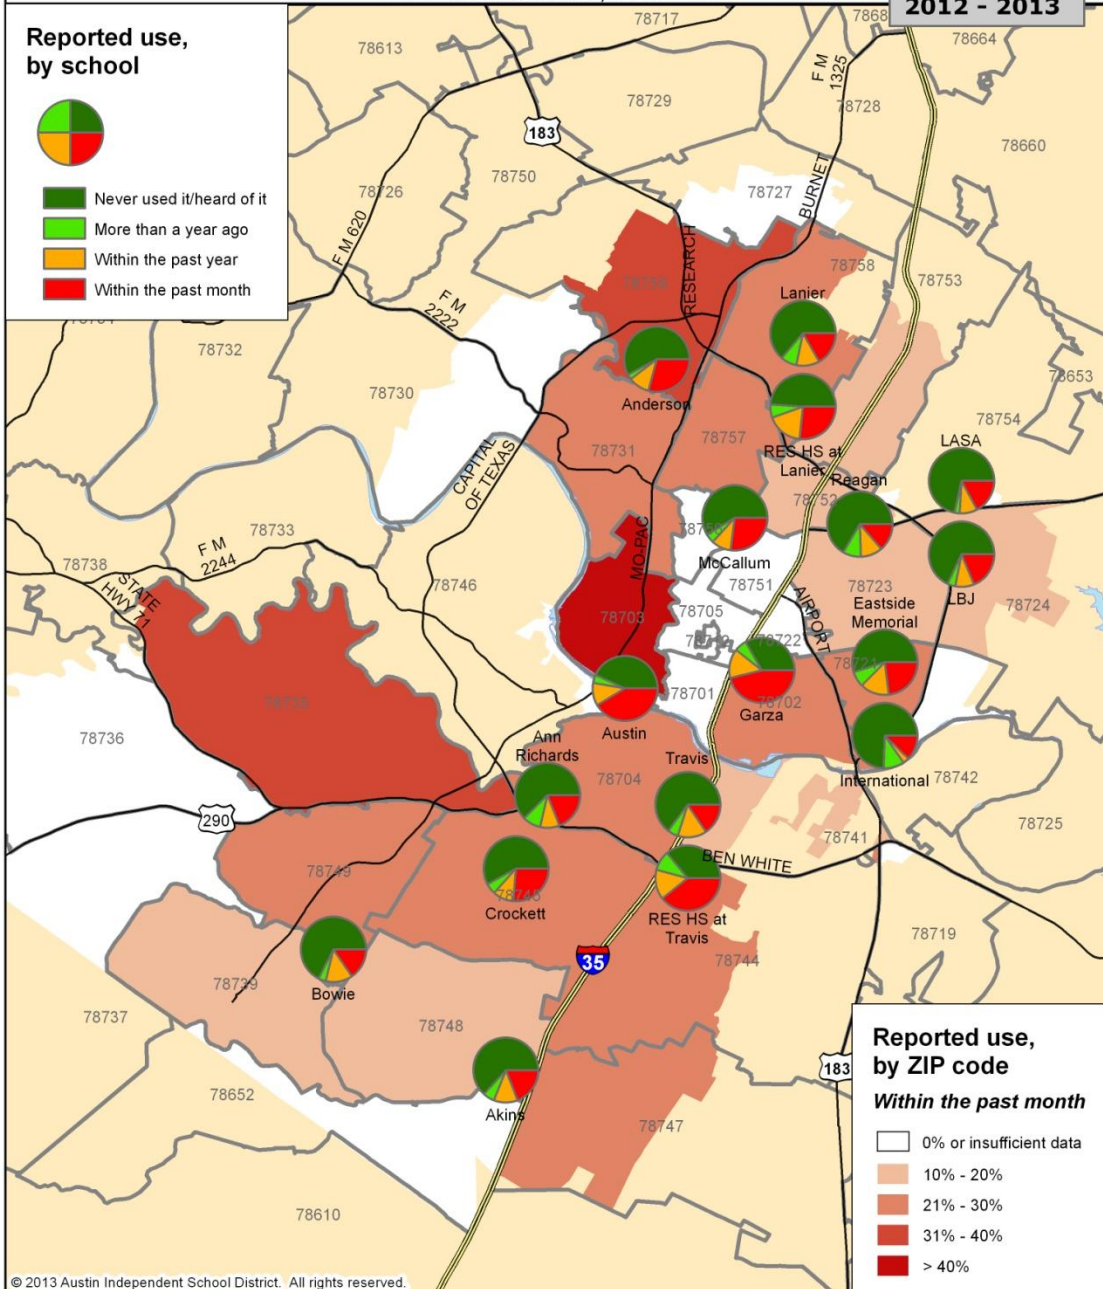 2012 - 2013
Reported use,
by school
Never used it/heard of it
More than a year ago
Within the past year
Within the past month
78717
78664
78613
78729
F M
1325
78728
183
78660
78750
78726
78727
BURNET
F M 620
RESEARCH
78758
78753
F M
2222
Lanier
78732
78730
78653
Anderson
78754
78731
78757
CAPITAL
OF TEXAS
RES HS at
Lanier
LASA
Reagan
78752
MO-PAC
78733
F M
2244
McCallum
78738
78746
STATE
HWY 71
78751
AIRPORT
78723
LBJ
78724
Eastside
Memorial
78703
78705
78722
78721
78701
78702
Garza
78735
Austin
78736
Ann
Richards
Travis
78704
International
78742
290
78725
78741
BEN WHITE
78749
78745
Crockett
RES HS at
Travis
78719
35
78744
78739
Bowie
78737
78748
78652
183
Akins
78747
78610
Reported use,
by ZIP code
Within the past month
0% or insufficient data
10% - 20%
21% - 30%
31% - 40%
> 40%
© 2013 Austin Independent School District. All rights reserved.